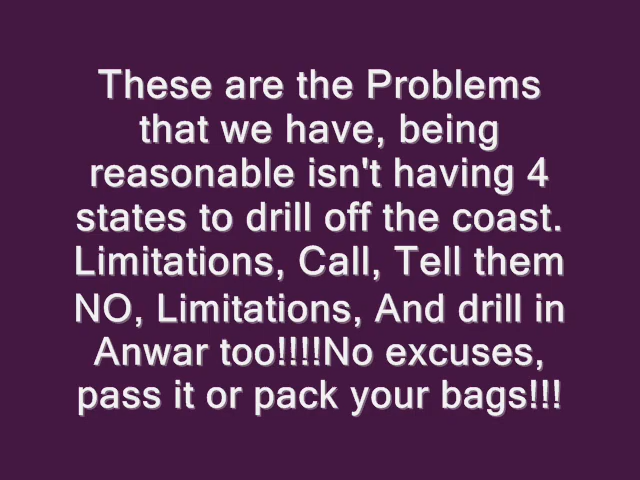 These are the Problems
that we have, being
reasonable isn't having 4
states to drill off the coast.
Limitations, Call, Tell them
NO, Limitations, And drill in
Anwar too!!!!No excuses,
pass it or pack your bags!!!